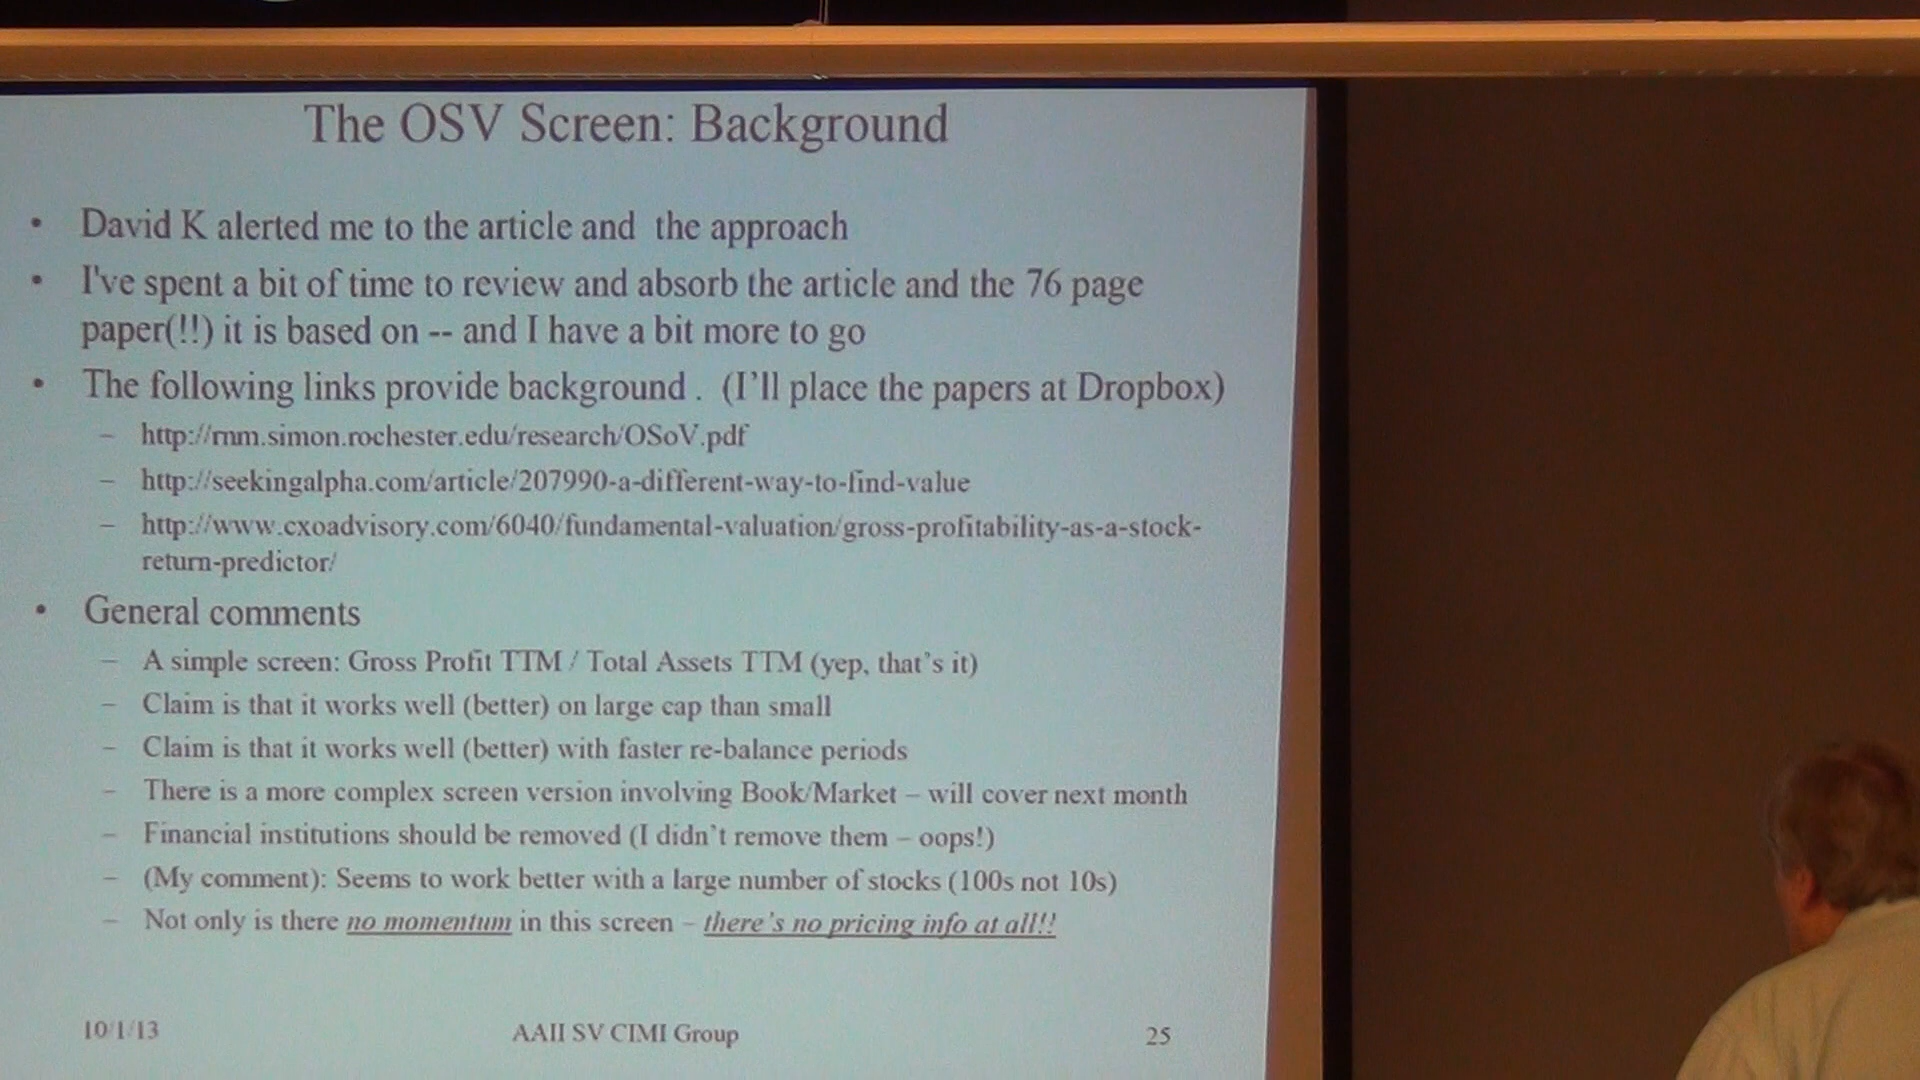 The OSV Screen: Background
• David K alerted me to the article and the approach
• I've spent a bit of time to review and absorb the article and the 76 page
paper(!!) it is based on -- and I have a bit more to go
• The following links provide background . (I'll place the papers at Dropbox)
– http://rnm.simon.rochester.edu/research/OSoV.pdf
– http://seekingalpha.com/article/207990-a-different-way-to-find-value
– http://www.cxoadvisory.com/6040/fundamental-valuation/gross-profitability-as-a-stock-
return-predictor/
• General comments
– A simple screen: Gross Profit TTM / Total Assets TTM (yep, that's it)
– Claim is that it works well (better) on large cap than small
– Claim is that it works well (better) with faster re-balance periods
– There is a more complex screen version involving Book/Market – will cover next month
– Financial institutions should be removed (I didn't remove them – oops!)
– (My comment): Seems to work better with a large number of stocks (100s not 10s)
– Not only is there no momentum in this screen – there's no pricing info at all!!
10/1/13 AAII SV CIMI Group 25